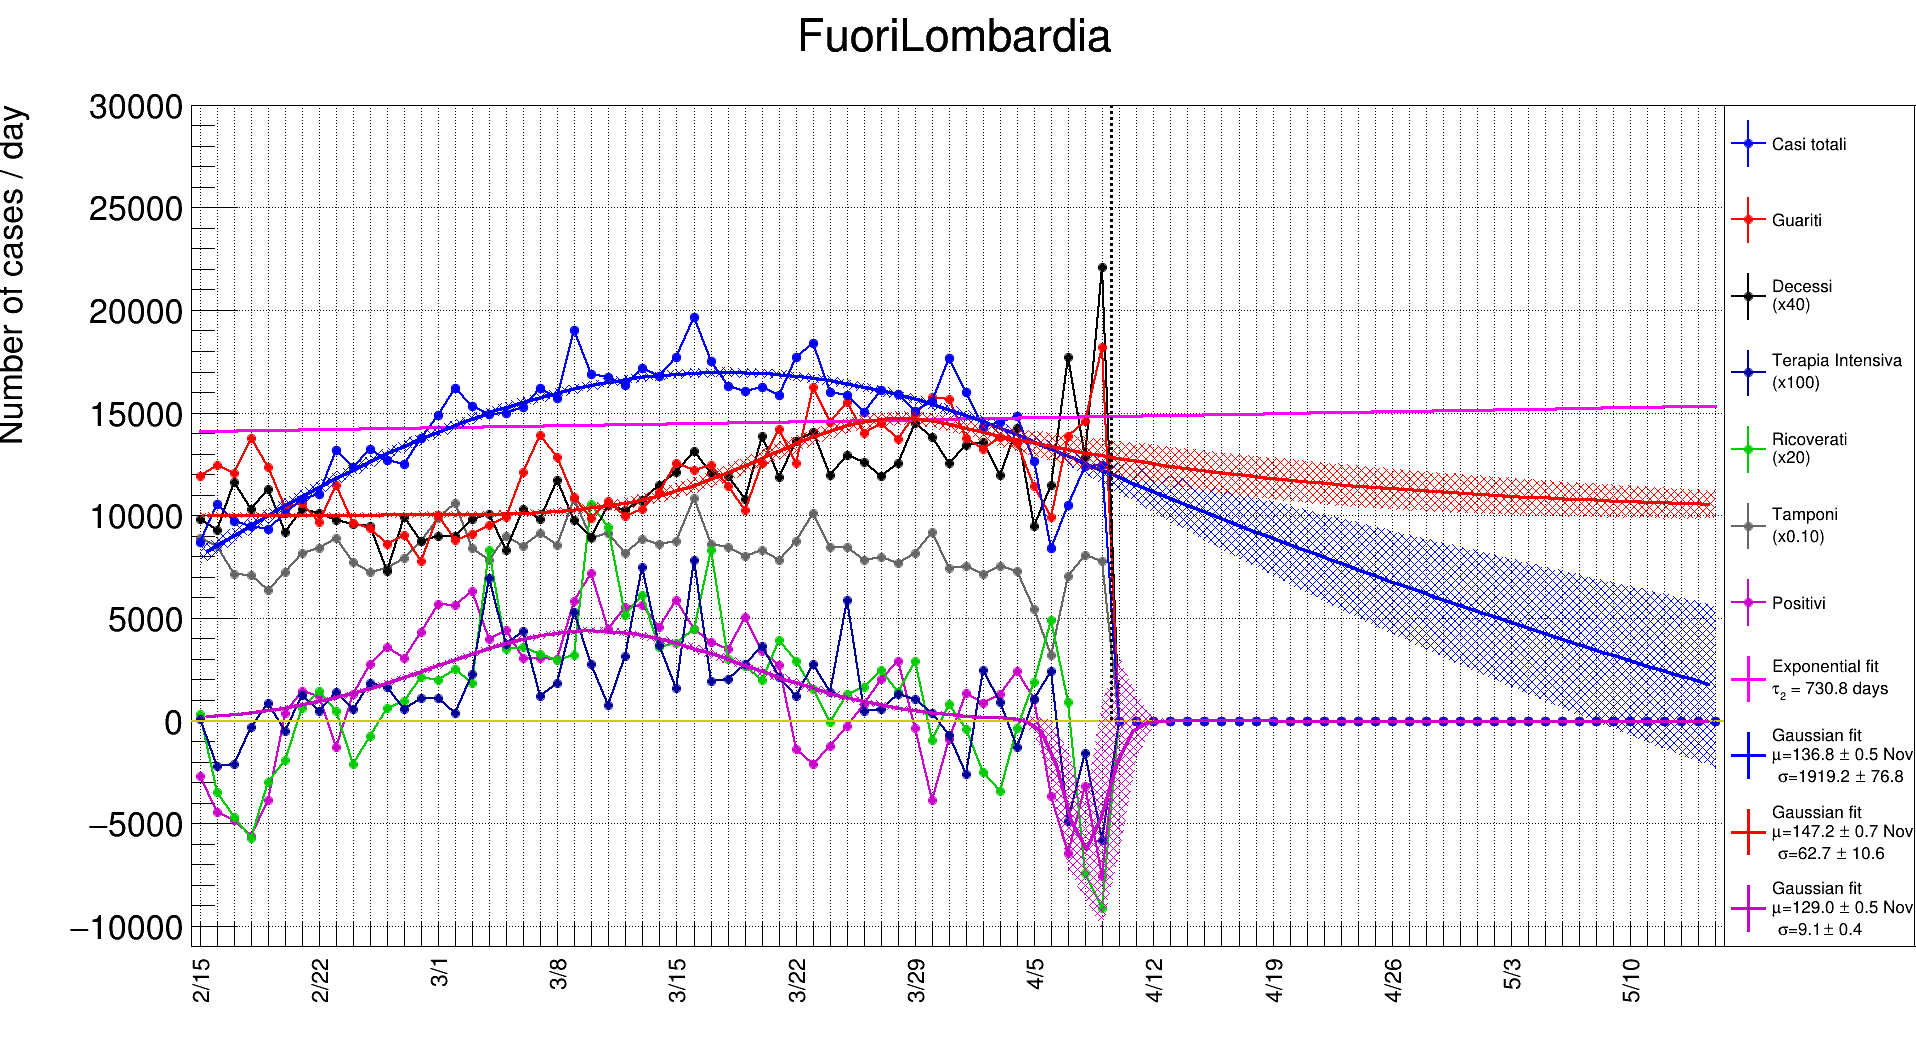 FuoriLombardia
Number of cases / day
30000
25000
20000
15000
10000
5000
0
−5000
−10000
2/15
2/22
3/1
3/8
3/15
3/22
3/29
4/5
4/12
4/19
4/26
5/3
5/10
Casi totali
Guariti
Decessi
(x40)
Terapia Intensiva
(x100)
Ricoverati
(x20)
Tamponi
(x0.10)
Positivi
Exponential fit
τ2 = 730.8 days
Gaussian fit
μ=136.8 ± 0.5 Nov
σ=1919.2 ± 76.8
Gaussian fit
μ=147.2 ± 0.7 Nov
σ=62.7 ± 10.6
Gaussian fit
μ=129.0 ± 0.5 Nov
σ=9.1 ± 0.4